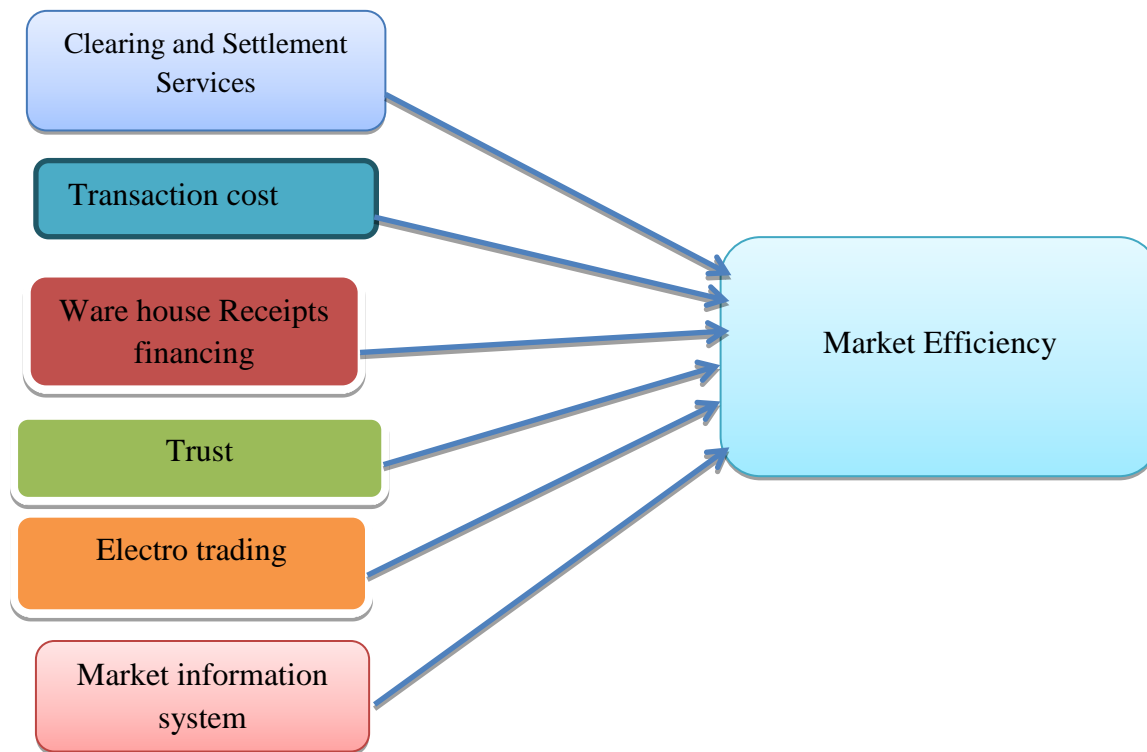 Clearing and Settlement
Services
Transaction cost
Ware house Receipts
financing
Market Efficiency
Trust
Electro trading
Market information
system